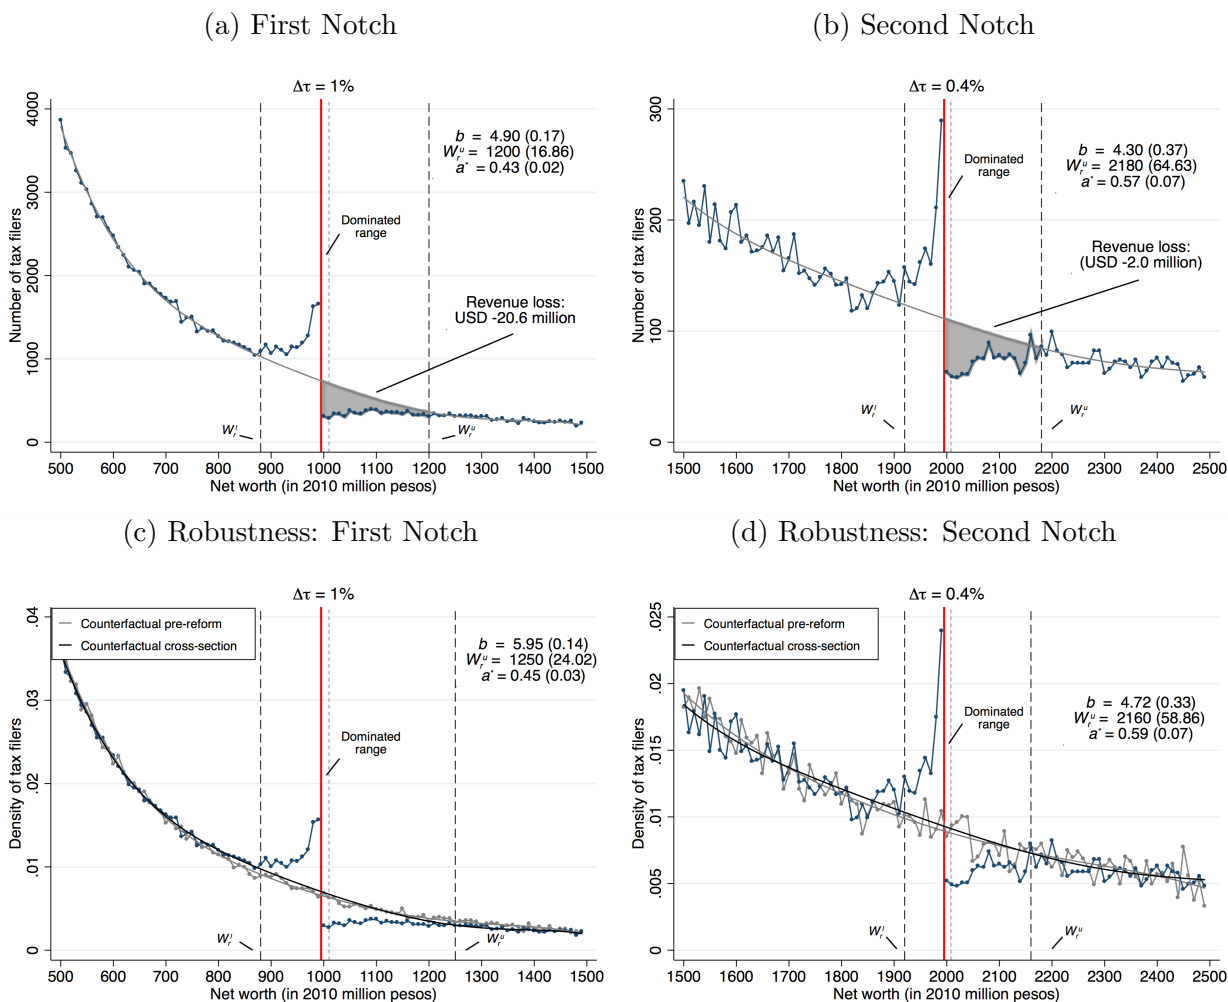 (a) First Notch
Δτ = 1%
Number of tax filers
0 1000 2000 3000 4000
b = 4.90 (0.17)
W_r^u = 1200 (16.86)
a* = 0.43 (0.02)
Dominated
range
Revenue loss:
USD -20.6 million
W_r^l
W_r^u
500 600 700 800 900 1000 1100 1200 1300 1400 1500
Net worth (in 2010 million pesos)
(b) Second Notch
Δτ = 0.4%
Number of tax filers
0 100 200 300
b = 4.30 (0.37)
W_r^u = 2180 (64.63)
a* = 0.57 (0.07)
Dominated
range
Revenue loss:
(USD -2.0 million)
W_r^l
W_r^u
1500 1600 1700 1800 1900 2000 2100 2200 2300 2400 2500
Net worth (in 2010 million pesos)
(c) Robustness: First Notch
Δτ = 1%
Counterfactual pre-reform
Counterfactual cross-section
Density of tax filers
0 .01 .02 .03 .04
b = 5.95 (0.14)
W_r^u = 1250 (24.02)
a* = 0.45 (0.03)
Dominated
range
W_r^l
W_r^u
500 600 700 800 900 1000 1100 1200 1300 1400 1500
Net worth (in 2010 million pesos)
(d) Robustness: Second Notch
Δτ = 0.4%
Counterfactual pre-reform
Counterfactual cross-section
Density of tax filers
0 .005 .01 .015 .02 .025
b = 4.72 (0.33)
W_r^u = 2160 (58.86)
a* = 0.59 (0.07)
Dominated
range
W_r^l
W_r^u
1500 1600 1700 1800 1900 2000 2100 2200 2300 2400 2500
Net worth (in 2010 million pesos)